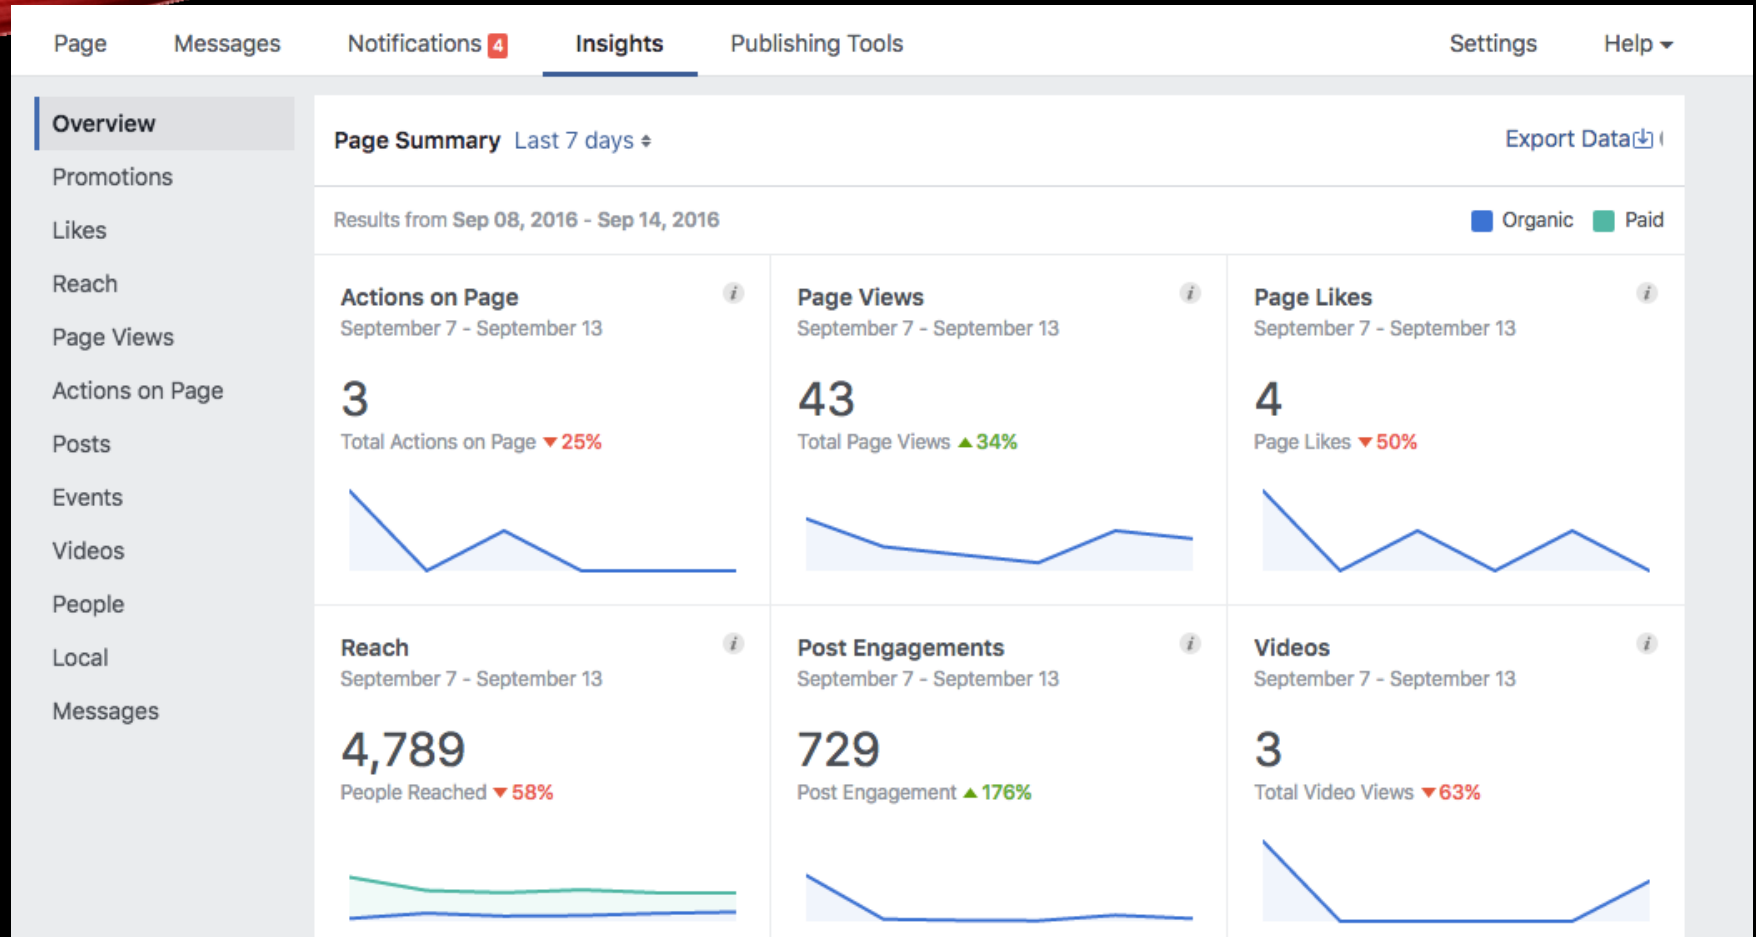 Page Messages Notifications 4 Insights Publishing Tools Settings Help
Overview
Promotions
Likes
Reach
Page Views
Actions on Page
Posts
Events
Videos
People
Local
Messages
Page Summary Last 7 days Export Data
Results from Sep 08, 2016 - Sep 14, 2016 Organic Paid
Actions on Page i
September 7 - September 13
3
Total Actions on Page ▼25%
Page Views i
September 7 - September 13
43
Total Page Views ▲34%
Page Likes i
September 7 - September 13
4
Page Likes ▼50%
Reach i
September 7 - September 13
4,789
People Reached ▼58%
Post Engagements i
September 7 - September 13
729
Post Engagement ▲176%
Videos i
September 7 - September 13
3
Total Video Views ▼63%